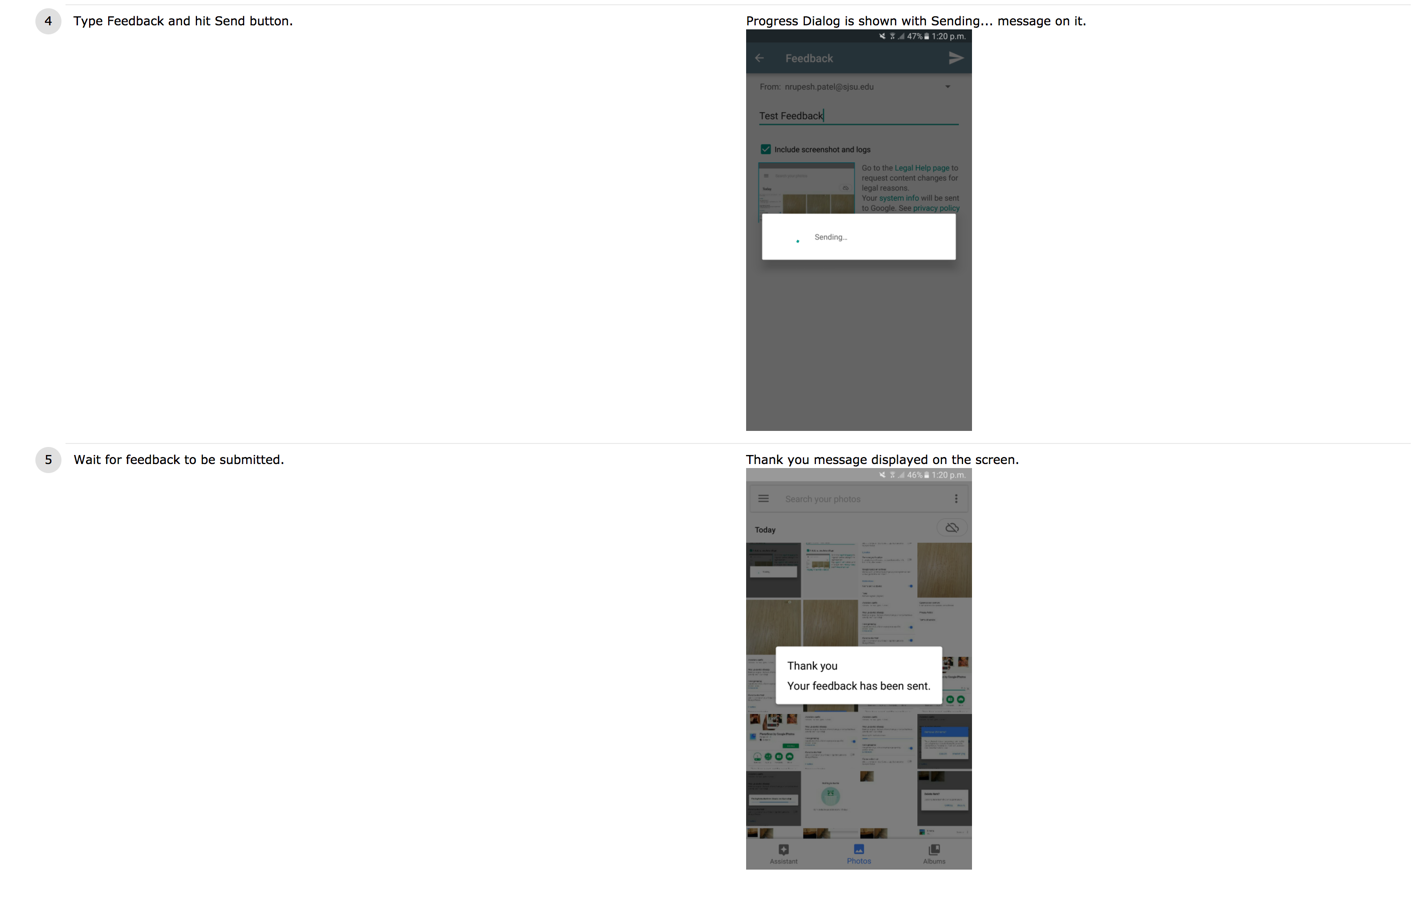 4
Type Feedback and hit Send button.
Progress Dialog is shown with Sending... message on it.
47% 1:20 p.m.
Feedback
From: nrupesh.patel@sjsu.edu
Test Feedback
Include screenshot and logs
Go to the Legal Help page to
request content changes for
legal reasons.
Your system info will be sent
to Google. See privacy policy
Sending...
5
Wait for feedback to be submitted.
Thank you message displayed on the screen.
46% 1:20 p.m.
Search your photos
Today
Thank you
Your feedback has been sent.
Assistant
Photos
Albums